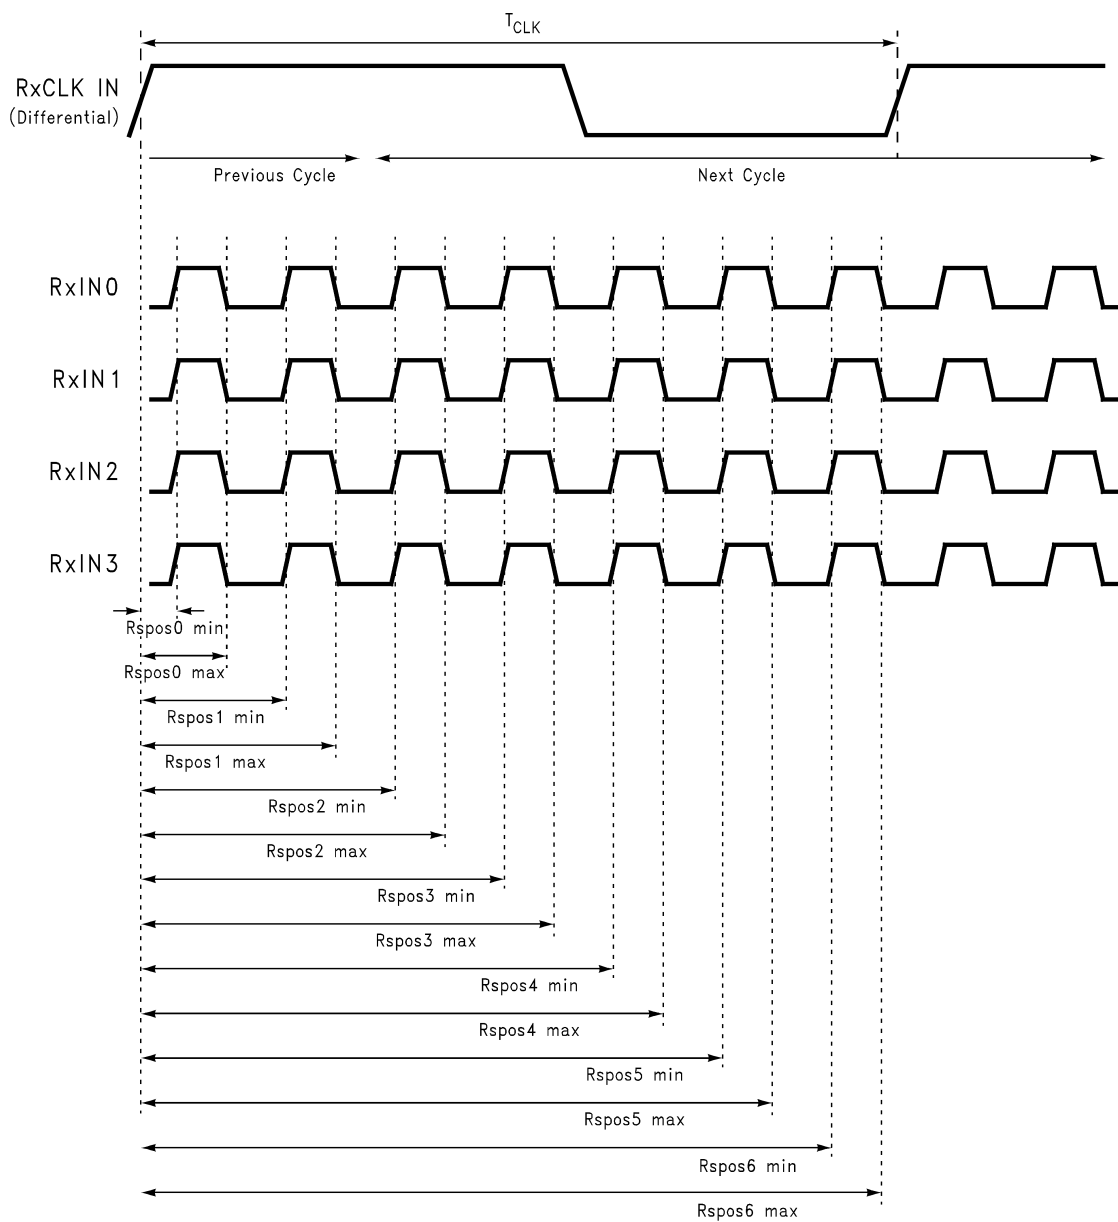 TCLK
RxCLK IN
(Differential)
Previous Cycle
Next Cycle
RxIN0
RxIN1
RxIN2
RxIN3
Rspos0 min
Rspos0 max
Rspos1 min
Rspos1 max
Rspos2 min
Rspos2 max
Rspos3 min
Rspos3 max
Rspos4 min
Rspos4 max
Rspos5 min
Rspos5 max
Rspos6 min
Rspos6 max